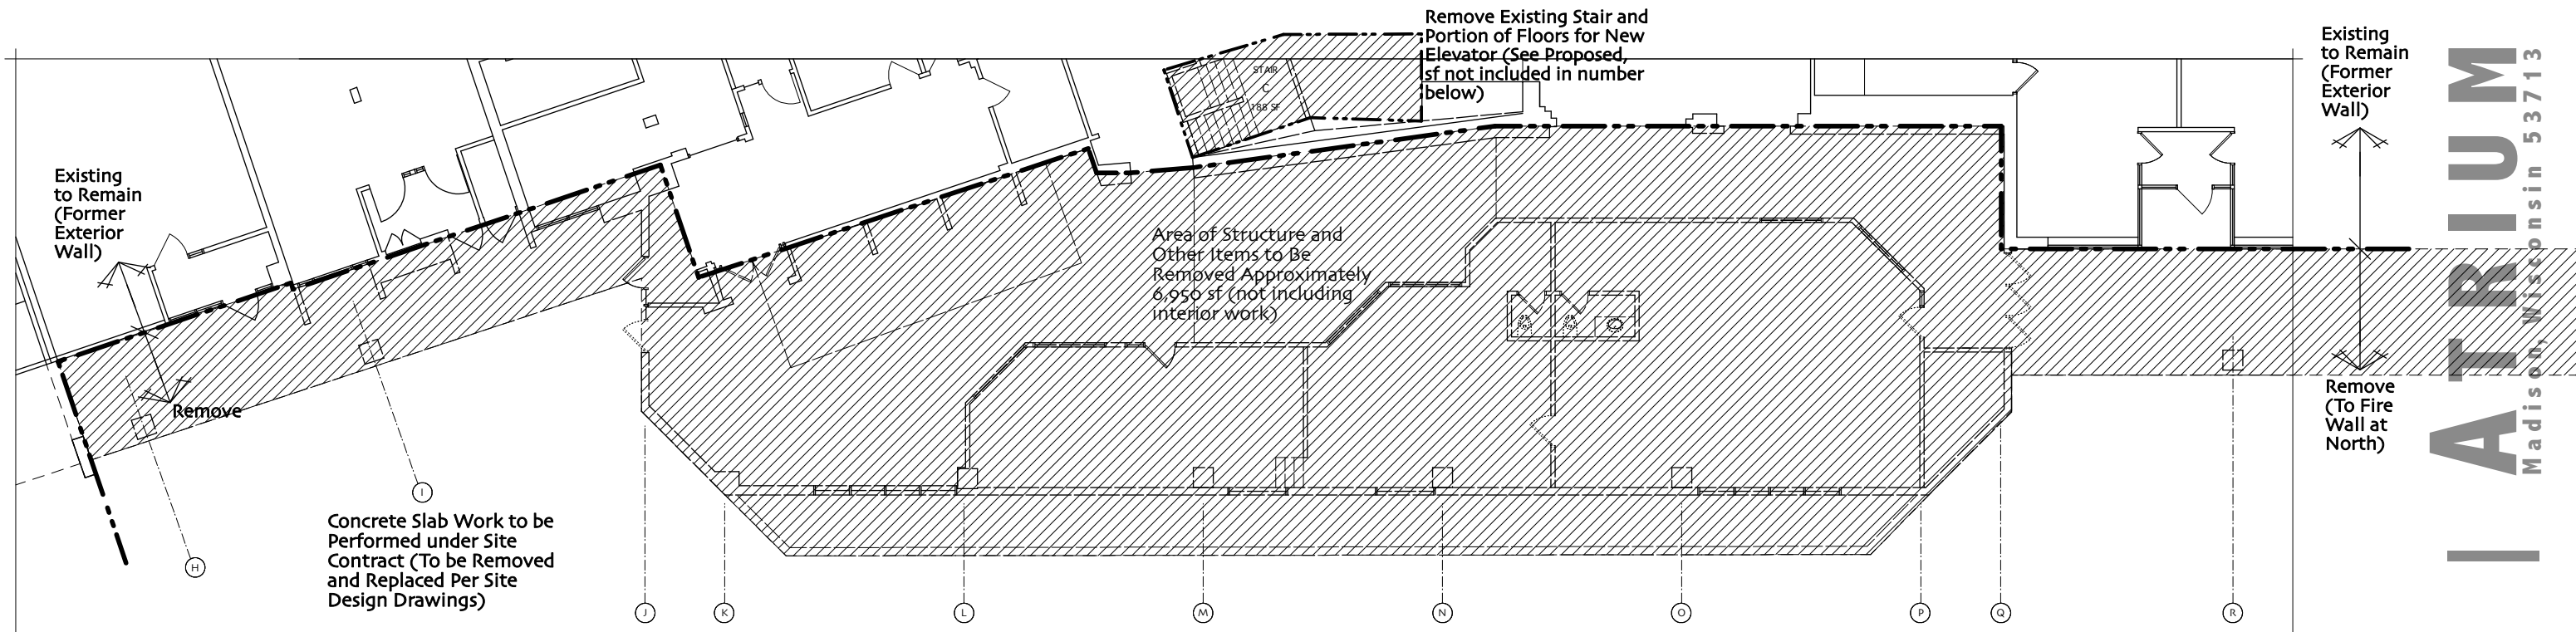 Remove Existing Stair and
Portion of Floors for New
Elevator (See Proposed,
sf not included in number
below)
Existing
to Remain
(Former
Exterior
Wall)
STAIR
C
188 SF
Existing
to Remain
(Former
Exterior
Wall)
Area of Structure and
Other Items to Be
Removed Approximately
6,950 sf (not including
interior work)
Remove
Remove
(To Fire
Wall at
North)
Concrete Slab Work to be
Performed under Site
Contract (To be Removed
and Replaced Per Site
Design Drawings)
H
I
J
K
L
M
N
O
P
Q
R
I ATRIUM
Madison, Wisconsin 53713